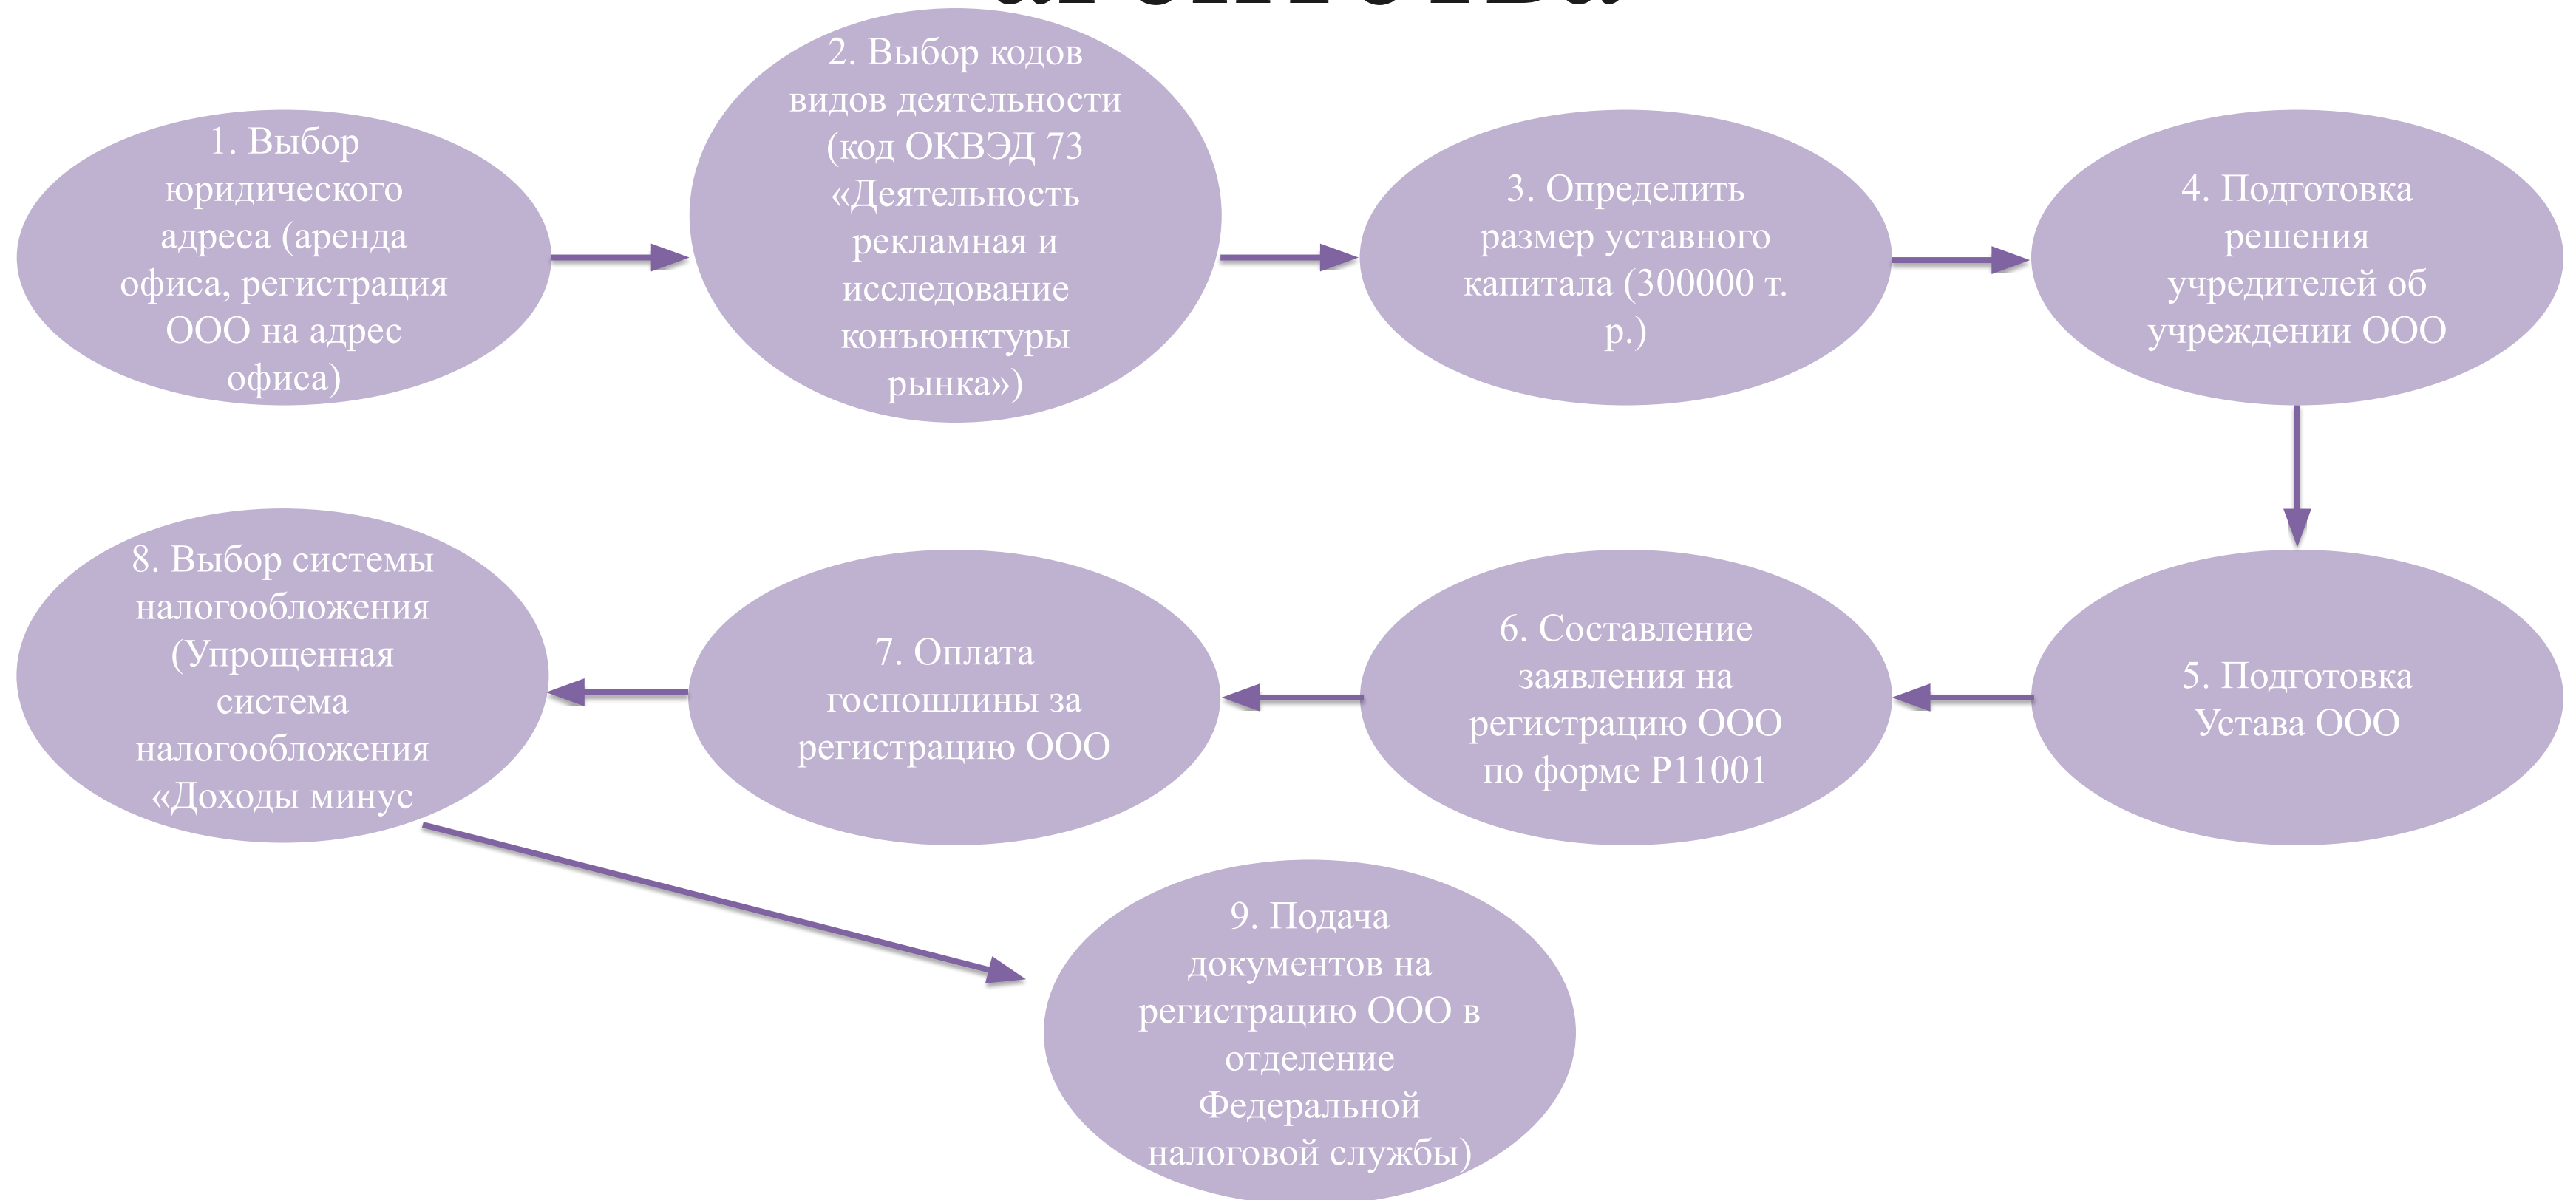 1. Выбор
юридического
адреса (аренда
офиса, регистрация
ООО на адрес
офиса)
2. Выбор кодов
видов деятельности
(код ОКВЭД 73
«Деятельность
рекламная и
исследование
конъюнктуры
рынка»)
3. Определить
размер уставного
капитала (300000 т.
р.)
4. Подготовка
решения
учредителей об
учреждении ООО
5. Подготовка
Устава ООО
6. Составление
заявления на
регистрацию ООО
по форме Р11001
7. Оплата
госпошлины за
регистрацию ООО
8. Выбор системы
налогообложения
(Упрощенная
система
налогообложения
«Доходы минус
9. Подача
документов на
регистрацию ООО в
отделение
Федеральной
налоговой службы)